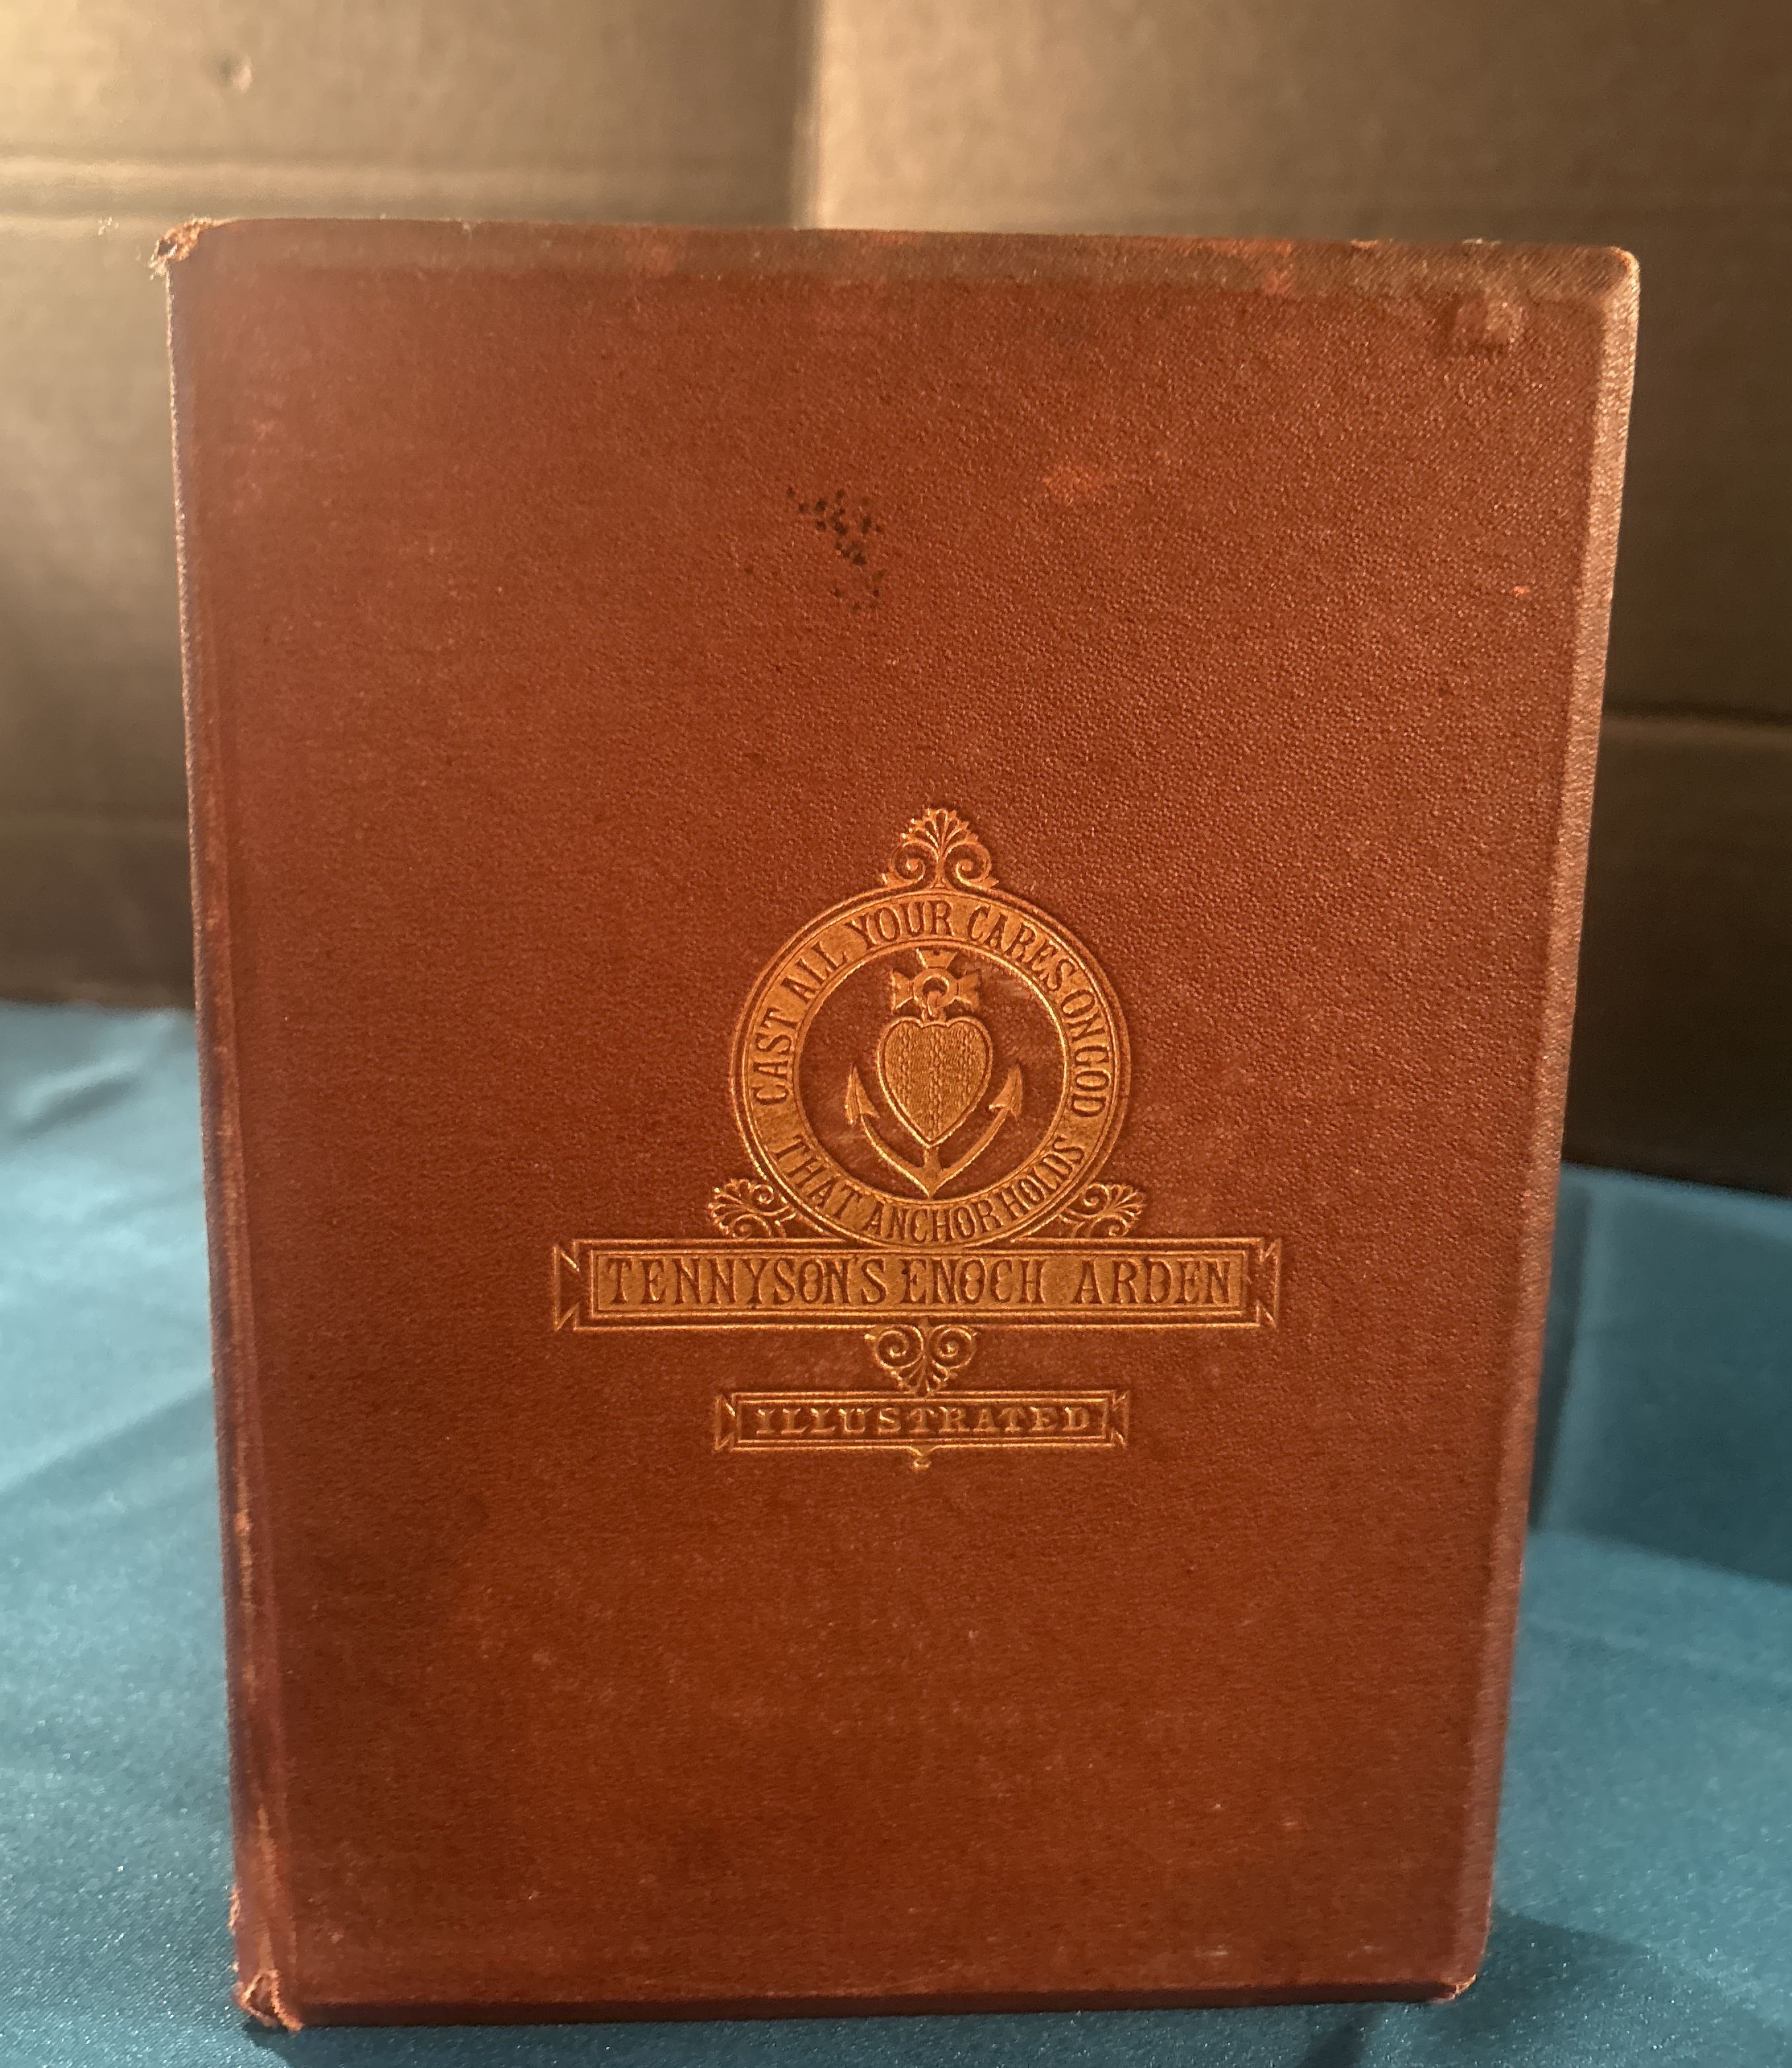 CAST ALL YOUR CARES ON GOD
THAT ANCHOR HOLDS
TENNYSON'S ENOCH ARDEN
ILLUSTRATED